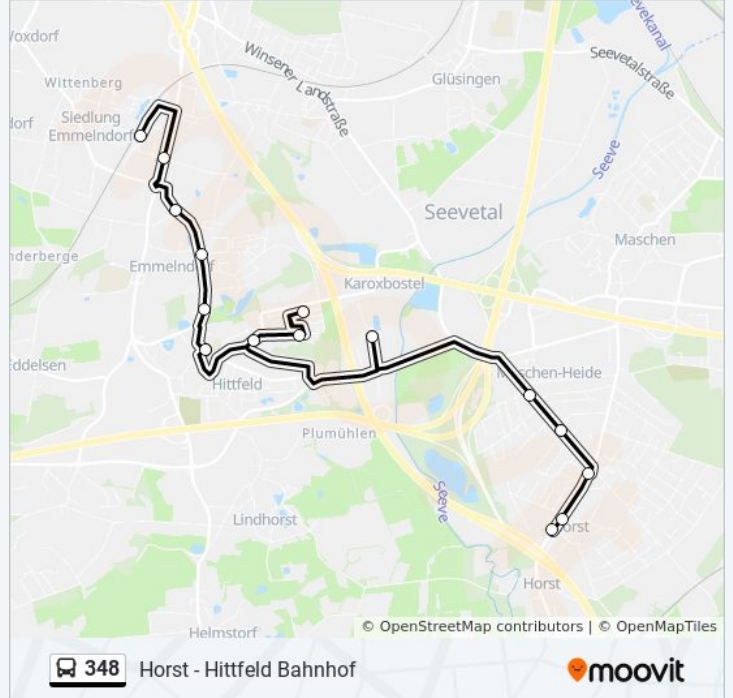 evekanal
Woxdorf
Winsener Landstraße
Seevetalstraße
Wittenberg
Glüsingen
Siedlung
Emmelndorf
dorf
Seeve
Seevetal
Maschen
nderberge
Emmelndorf
Karoxbostel
Eddelsen
Hittfeld
Maschen-Heide
Plumühlen
Seeve
Lindhorst
Horst
Horst
Helmstorf
© OpenStreetMap contributors | © OpenMapTiles
348 Horst - Hittfeld Bahnhof
moovit